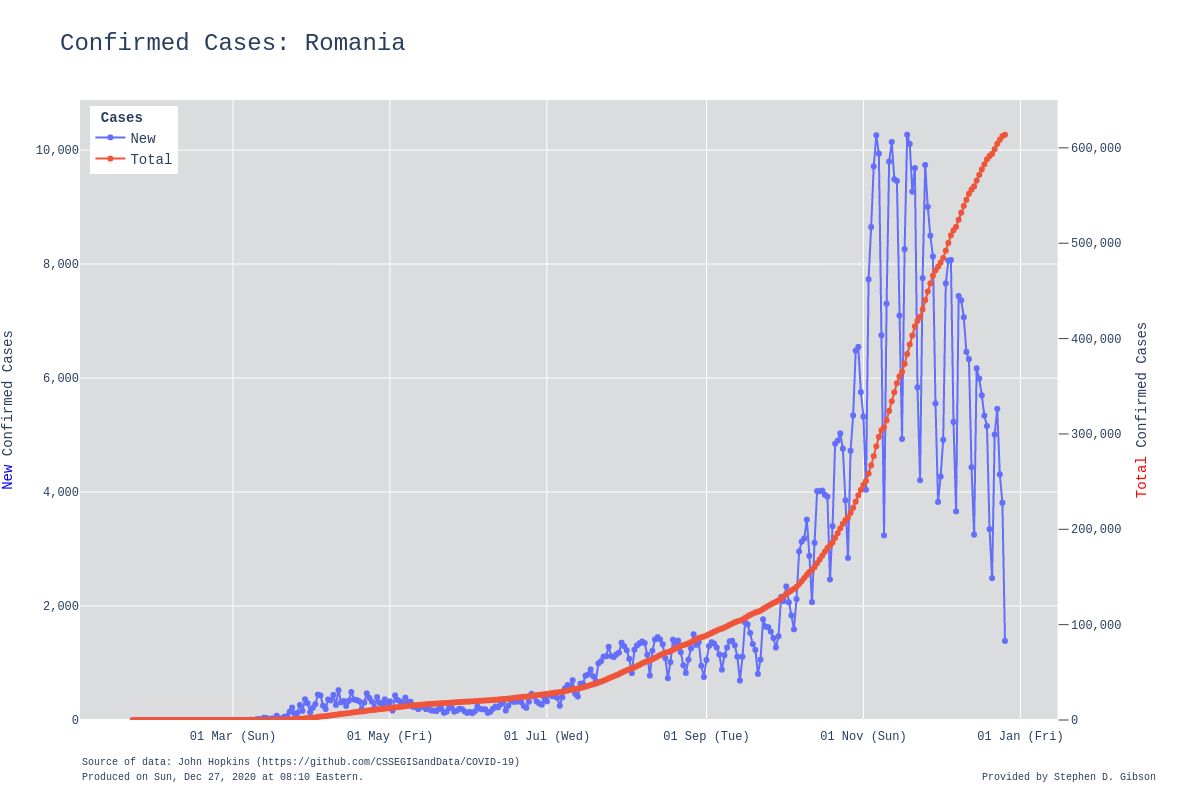 Confirmed Cases: Romania
Cases
New
Total
10,000
8,000
6,000
4,000
2,000
0
600,000
500,000
400,000
300,000
200,000
100,000
0
New Confirmed Cases
Total Confirmed Cases
01 Mar (Sun)
01 May (Fri)
01 Jul (Wed)
01 Sep (Tue)
01 Nov (Sun)
01 Jan (Fri)
Source of data: John Hopkins (https://github.com/CSSEGISandData/COVID-19)
Produced on Sun, Dec 27, 2020 at 08:10 Eastern.
Provided by Stephen D. Gibson